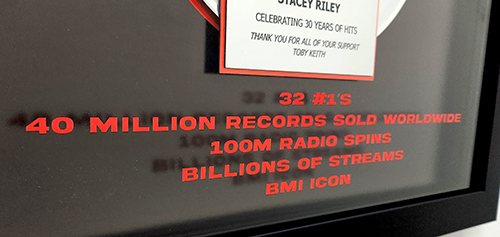 STACEY RILEY
CELEBRATING 30 YEARS OF HITS
THANK YOU FOR ALL OF YOUR SUPPORT
TOBY KEITH
32 #1'S
40 MILLION RECORDS SOLD WORLDWIDE
100M RADIO SPINS
BILLIONS OF STREAMS
BMI ICON